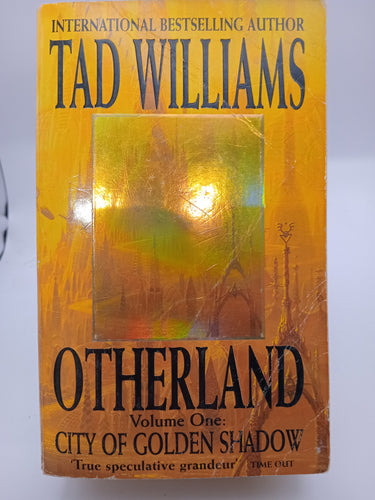 INTERNATIONAL BESTSELLING AUTHOR
TAD WILLIAMS
OTHERLAND
Volume One:
CITY OF GOLDEN SHADOW
'True speculative grandeur' TIME OUT